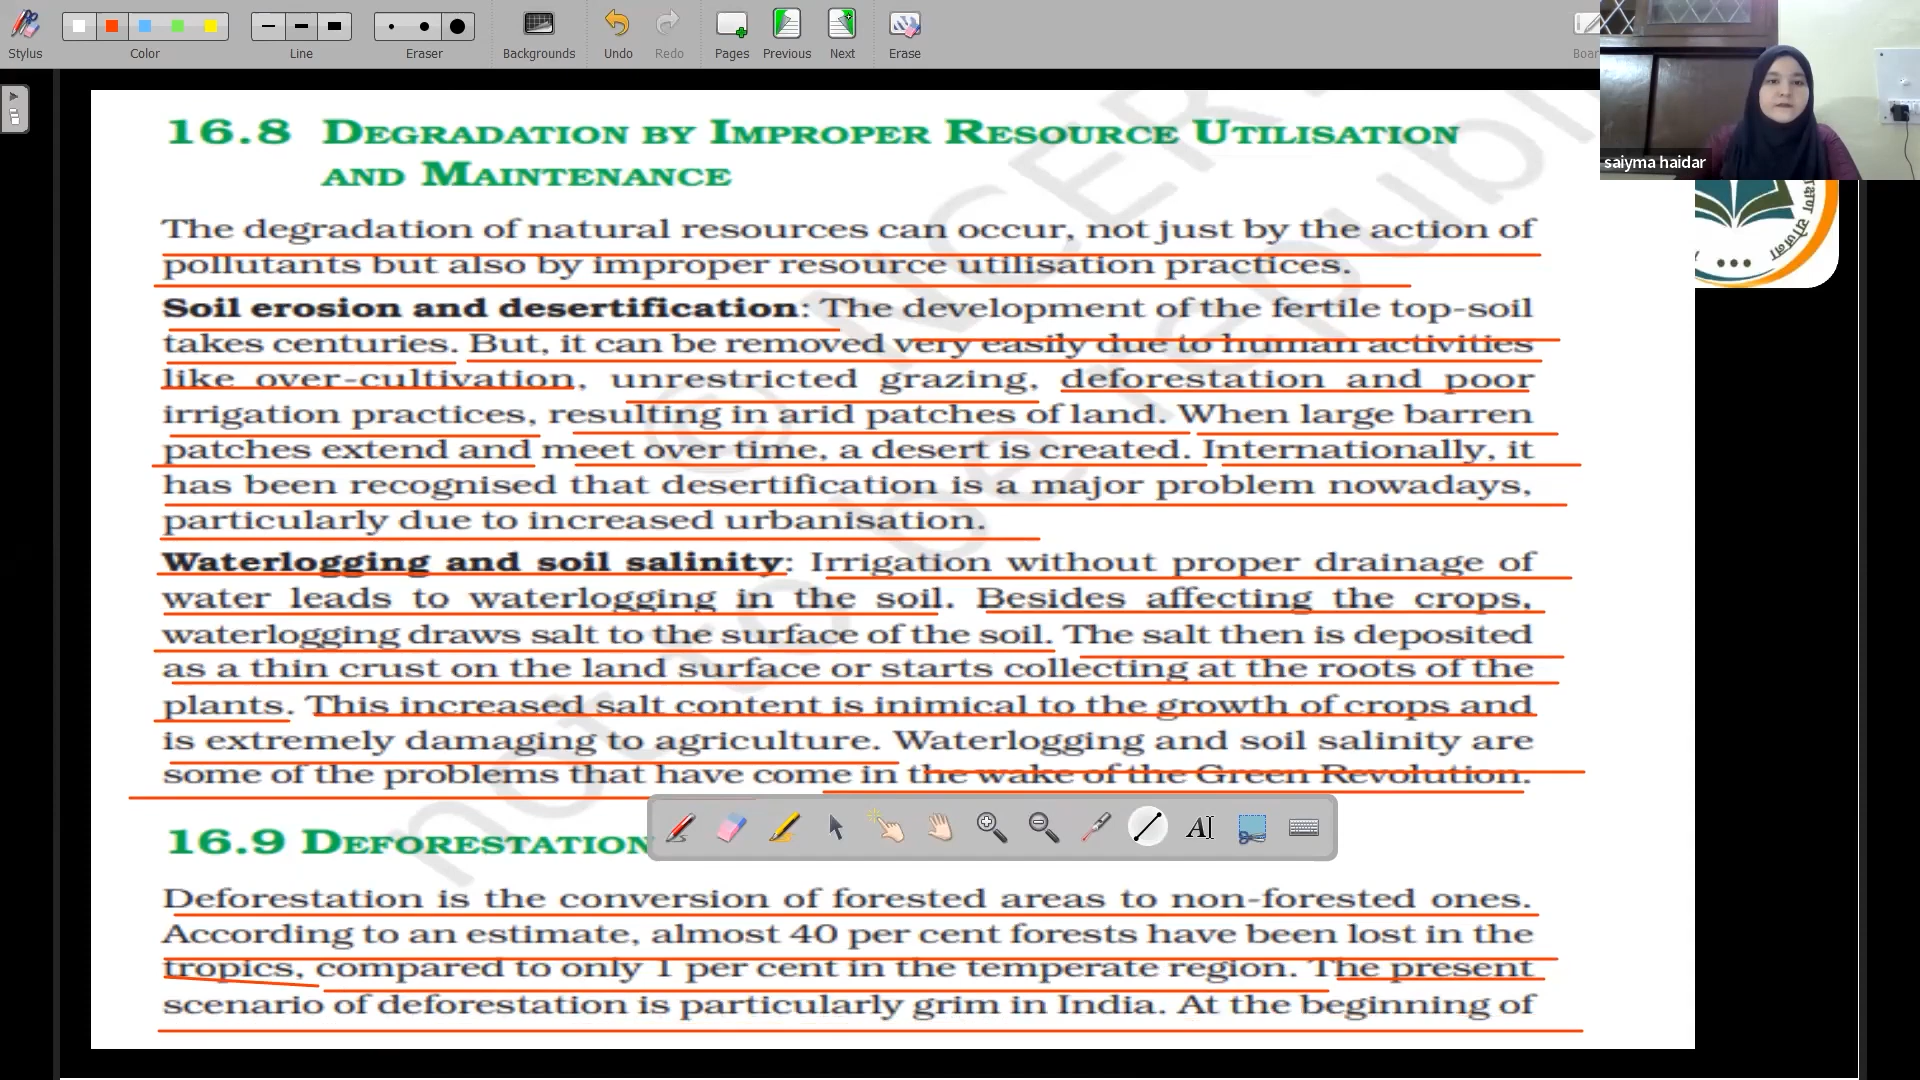 Stylus
Color
Line
Eraser
Backgrounds
Undo
Redo
Pages
Previous
Next
Erase
saiyma haidar
16.8 DEGRADATION BY IMPROPER RESOURCE UTILISATION
AND MAINTENANCE
The degradation of natural resources can occur, not just by the action of
pollutants but also by improper resource utilisation practices.
Soil erosion and desertification: The development of the fertile top-soil
takes centuries. But, it can be removed very easily due to human activities
like over-cultivation, unrestricted grazing, deforestation and poor
irrigation practices, resulting in arid patches of land. When large barren
patches extend and meet over time, a desert is created. Internationally, it
has been recognised that desertification is a major problem nowadays,
particularly due to increased urbanisation.
Waterlogging and soil salinity: Irrigation without proper drainage of
water leads to waterlogging in the soil. Besides affecting the crops,
waterlogging draws salt to the surface of the soil. The salt then is deposited
as a thin crust on the land surface or starts collecting at the roots of the
plants. This increased salt content is inimical to the growth of crops and
is extremely damaging to agriculture. Waterlogging and soil salinity are
some of the problems that have come in the wake of the Green Revolution.
16.9 DEFORESTATION
Deforestation is the conversion of forested areas to non-forested ones.
According to an estimate, almost 40 per cent forests have been lost in the
tropics, compared to only 1 per cent in the temperate region. The present
scenario of deforestation is particularly grim in India. At the beginning of
© NCER
not to be republ